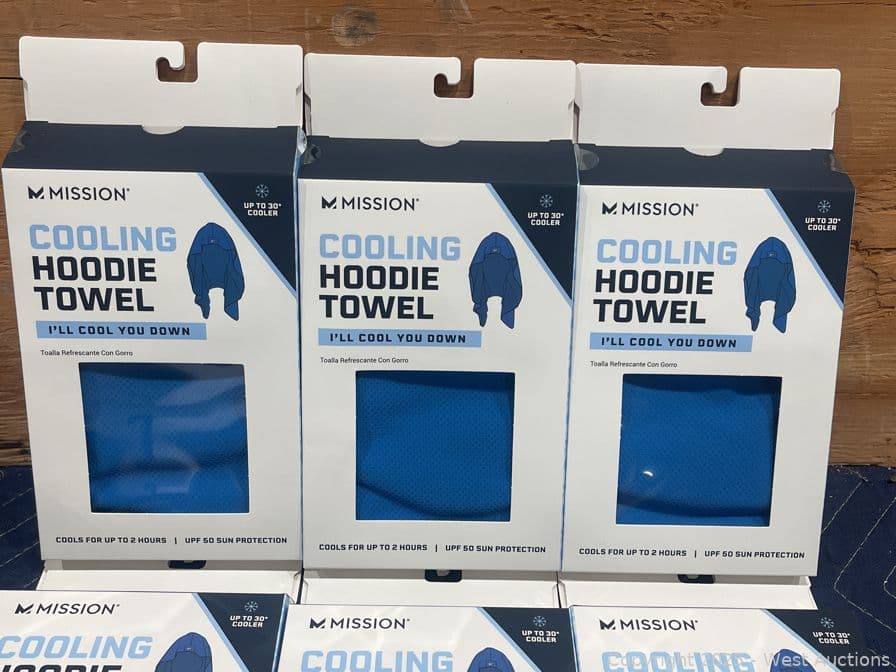 MISSION®
UP TO 30°
COOLER
COOLING
HOODIE
TOWEL
I'LL COOL YOU DOWN
Toalla Refrescante Con Gorro
COOLS FOR UP TO 2 HOURS | UPF 50 SUN PROTECTION
MISSION®
UP TO 30°
COOLER
COOLING
HOODIE
TOWEL
I'LL COOL YOU DOWN
Toalla Refrescante Con Gorro
COOLS FOR UP TO 2 HOURS | UPF 50 SUN PROTECTION
MISSION®
UP TO 30°
COOLER
COOLING
HOODIE
TOWEL
I'LL COOL YOU DOWN
Toalla Refrescante Con Gorro
COOLS FOR UP TO 2 HOURS | UPF 50 SUN PROTECTION
MISSION®
UP TO 30°
COOLER
COOLING
HOODIE
MISSION®
UP TO 30°
COOLER
COOLING
MISSION®
UP TO 30°
COOLER
COOLING
Copyright West Auctions